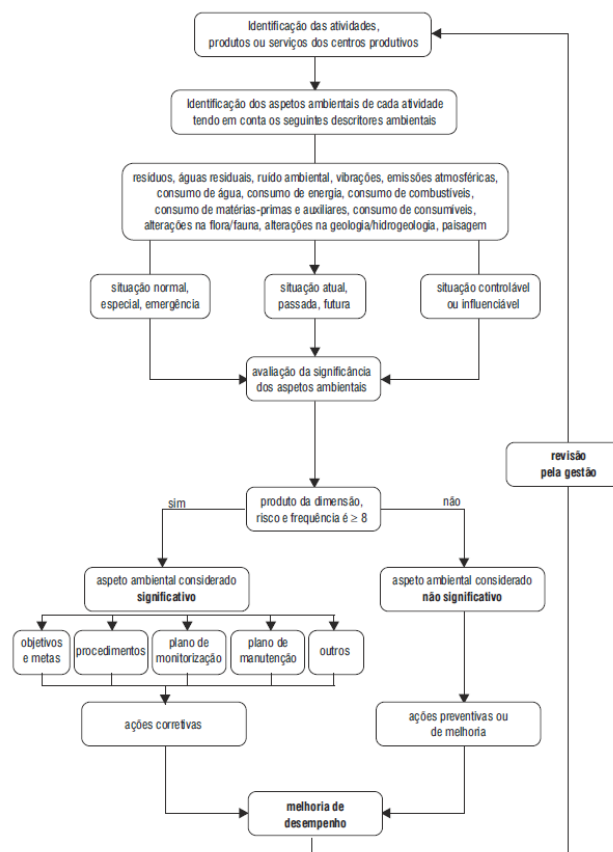 Identificação das atividades,
produtos ou serviços dos centros produtivos
Identificação dos aspetos ambientais de cada atividade
tendo em conta os seguintes descritores ambientais
resíduos, águas residuais, ruído ambiental, vibrações, emissões atmosféricas,
consumo de água, consumo de energia, consumo de combustíveis,
consumo de matérias-primas e auxiliares, consumo de consumíveis,
alterações na flora/fauna, alterações na geologia/hidrogeologia, paisagem
situação normal,
especial, emergência
situação atual,
passada, futura
situação controlável
ou influenciável
avaliação da significância
dos aspetos ambientais
revisão
pela gestão
sim
produto da dimensão,
risco e frequência é ≥ 8
não
aspeto ambiental considerado
significativo
aspeto ambiental considerado
não significativo
objetivos
e metas
procedimentos
plano de
monitorização
plano de
manutenção
outros
ações corretivas
ações preventivas ou
de melhoria
melhoria de
desempenho